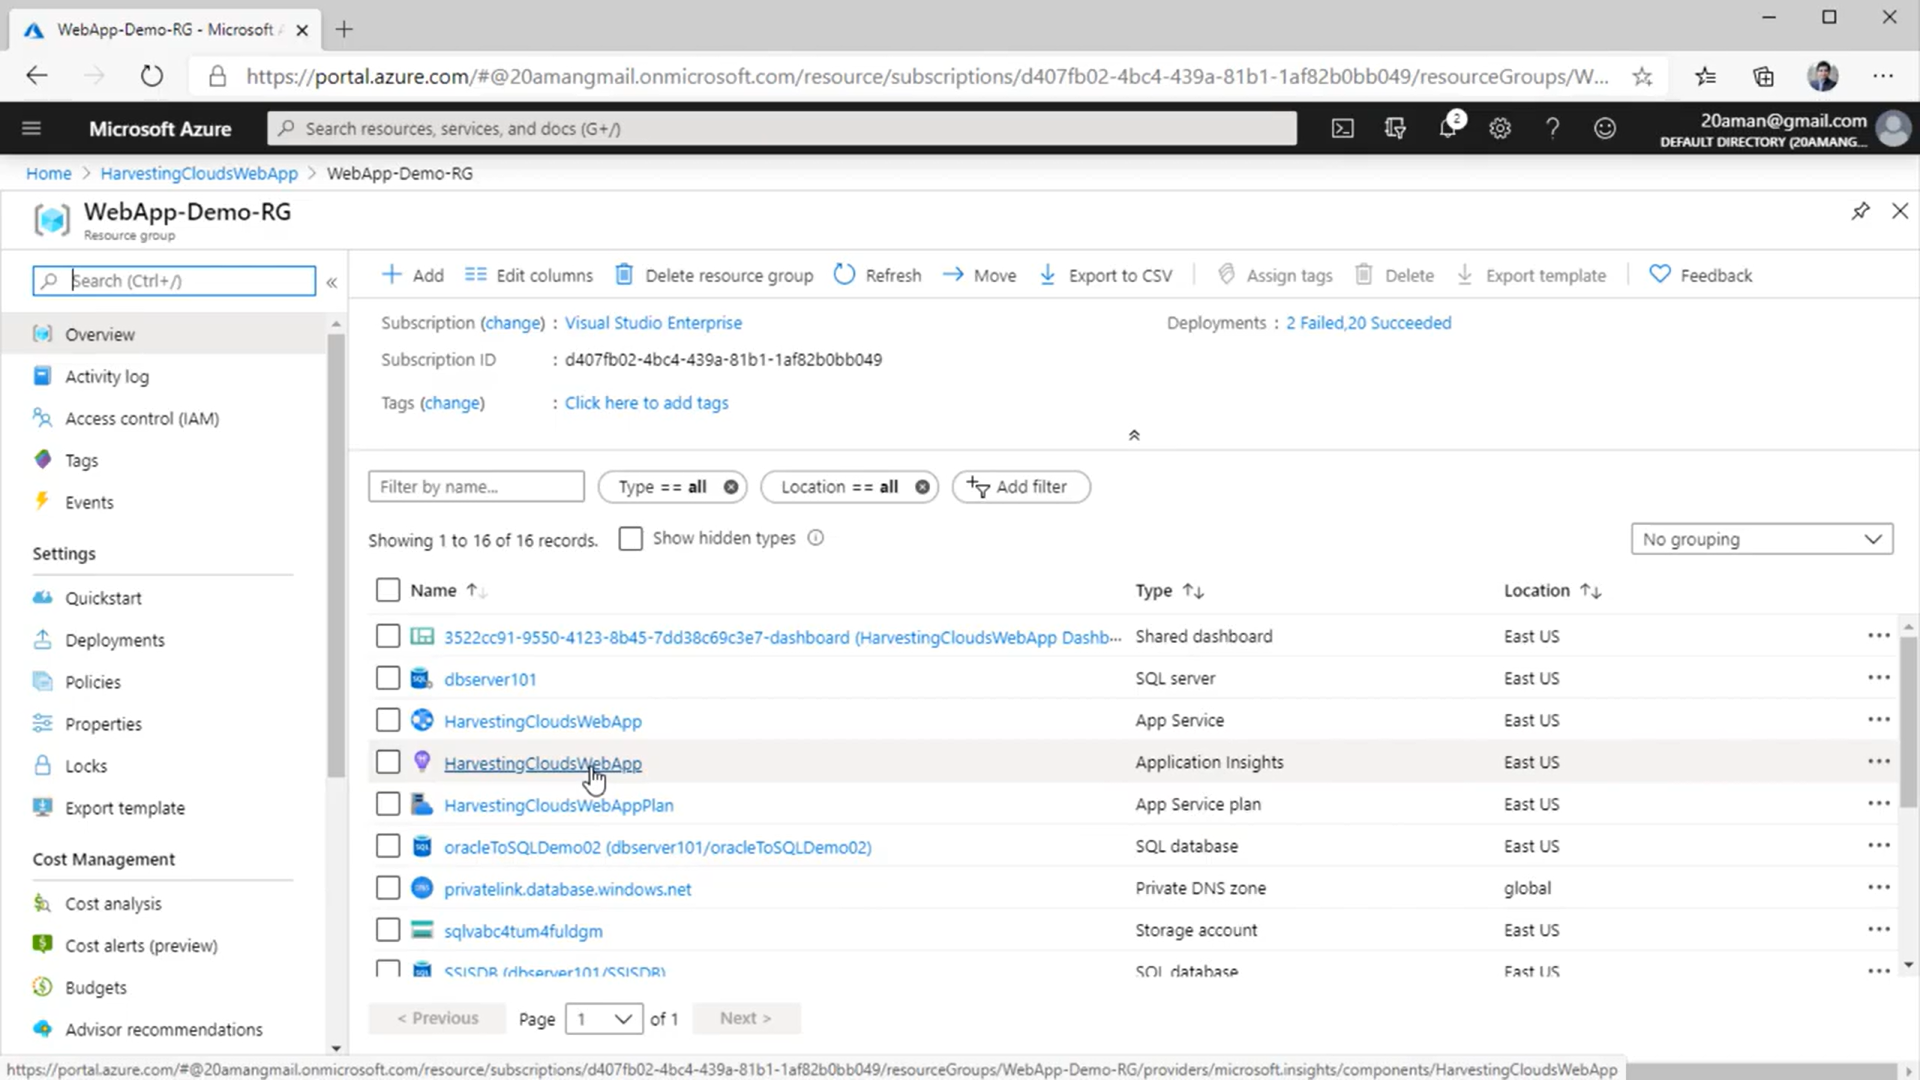 WebApp-Demo-RG - Microsoft A
https://portal.azure.com/#@20amangmail.onmicrosoft.com/resource/subscriptions/d407fb02-4bc4-439a-81b1-1af82b0bb049/resourceGroups/W...
Microsoft Azure
Search resources, services, and docs (G+/)
2
20aman@gmail.com
DEFAULT DIRECTORY (20AMANG...
Home > HarvestingCloudsWebApp > WebApp-Demo-RG
WebApp-Demo-RG
Resource group
Search (Ctrl+/)
«
Add
Edit columns
Delete resource group
Refresh
Move
Export to CSV
Assign tags
Delete
Export template
Feedback
Overview
Activity log
Access control (IAM)
Tags
Events
Settings
Quickstart
Deployments
Policies
Properties
Locks
Export template
Cost Management
Cost analysis
Cost alerts (preview)
Budgets
Advisor recommendations
Subscription (change) : Visual Studio Enterprise
Deployments : 2 Failed,20 Succeeded
Subscription ID : d407fb02-4bc4-439a-81b1-1af82b0bb049
Tags (change) : Click here to add tags
Filter by name...
Type == all
Location == all
Add filter
Showing 1 to 16 of 16 records.
Show hidden types
No grouping
Name Type Location
3522cc91-9550-4123-8b45-7dd38c69c3e7-dashboard (HarvestingCloudsWebApp Dashb... Shared dashboard East US
dbserver101 SQL server East US
HarvestingCloudsWebApp App Service East US
HarvestingCloudsWebApp Application Insights East US
HarvestingCloudsWebAppPlan App Service plan East US
oracleToSQLDemo02 (dbserver101/oracleToSQLDemo02) SQL database East US
privatelink.database.windows.net Private DNS zone global
sqlvabc4tum4fuldgm Storage account East US
SSISDB (dbserver101/SSISDB) SQL database East US
< Previous Page 1 of 1 Next >
https://portal.azure.com/#@20amangmail.onmicrosoft.com/resource/subscriptions/d407fb02-4bc4-439a-81b1-1af82b0bb049/resourceGroups/WebApp-Demo-RG/providers/microsoft.insights/components/HarvestingCloudsWebApp